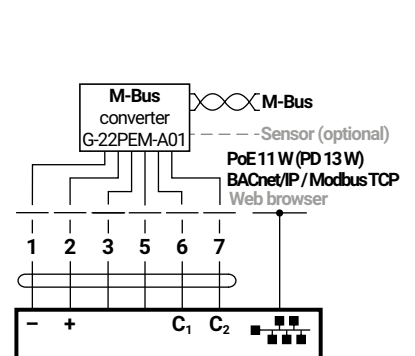 M-Bus
converter
G-22PEM-A01
M-Bus
Sensor (optional)
PoE 11 W (PD 13 W)
BACnet/IP / Modbus TCP
Web browser
1 2 3 5 6 7
– + C₁ C₂